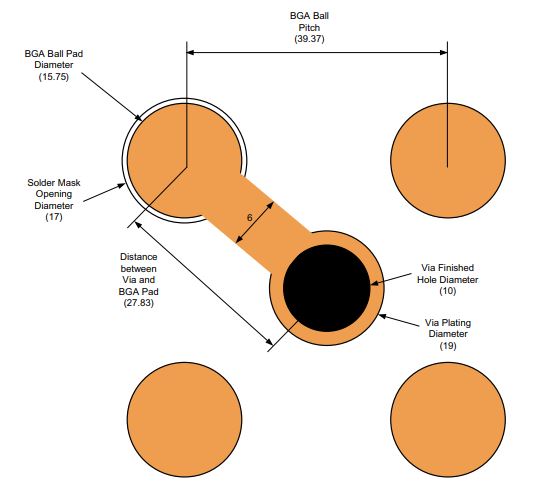 BGA Ball
Pitch
(39.37)
BGA Ball Pad
Diameter
(15.75)
Solder Mask
Opening
Diameter
(17)
6
Distance
between
Via and
BGA Pad
(27.83)
Via Finished
Hole Diameter
(10)
Via Plating
Diameter
(19)